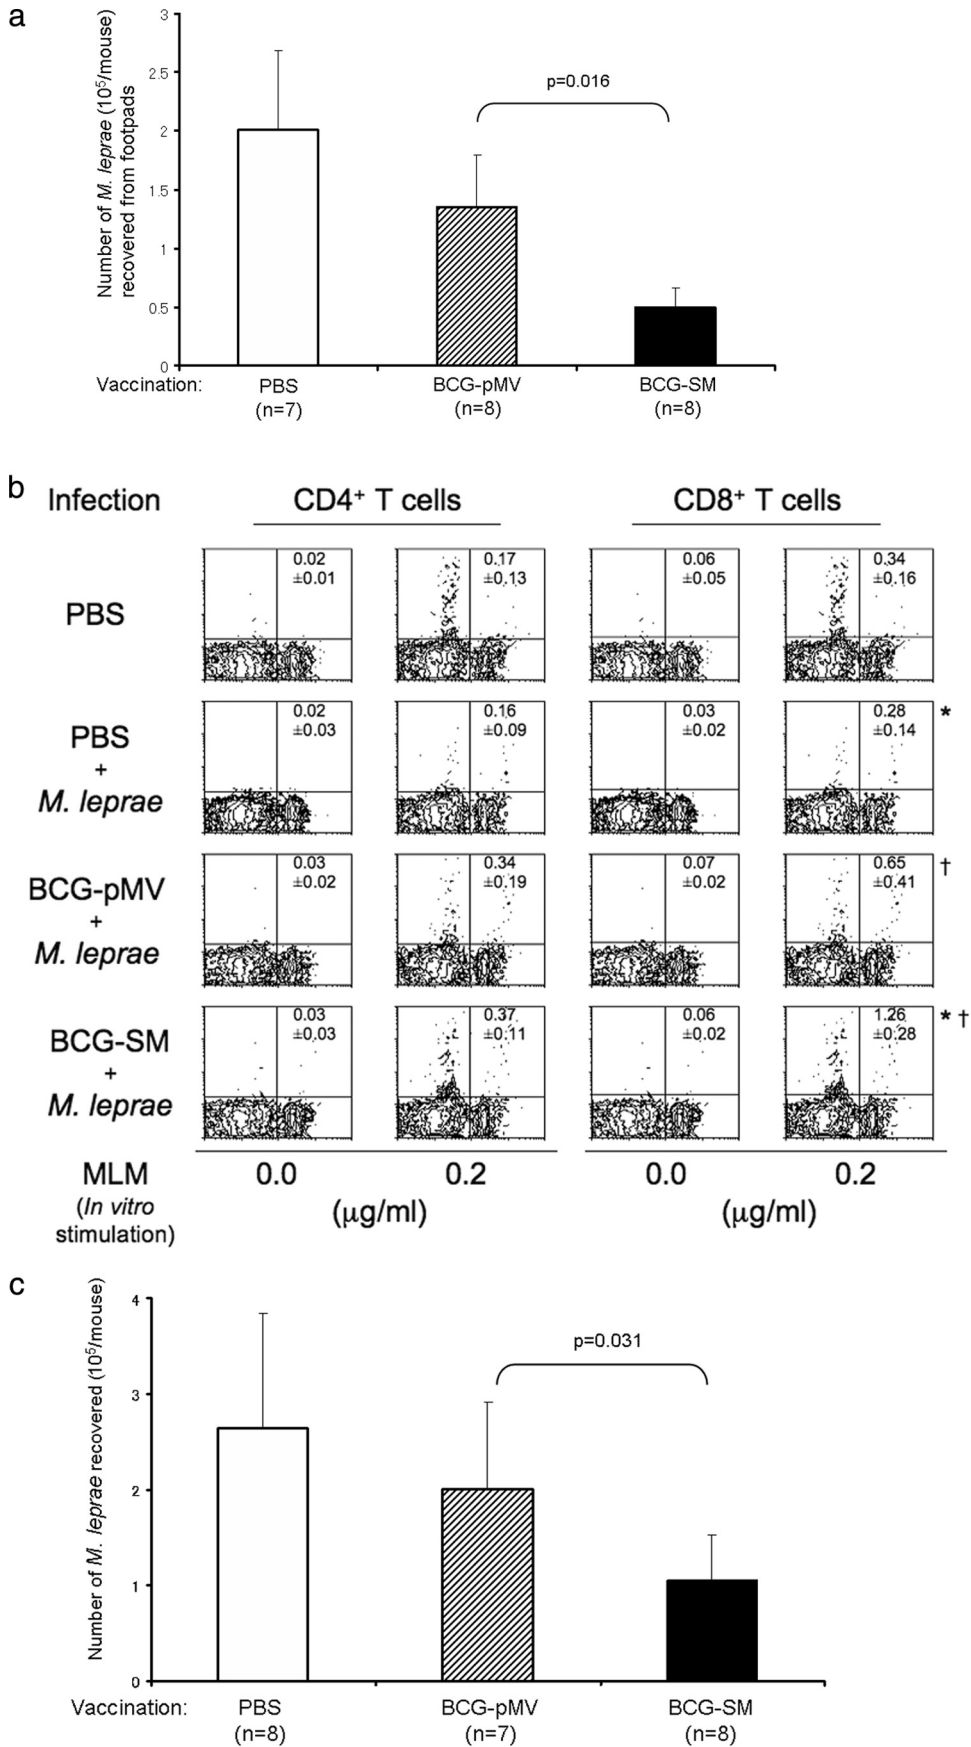 a
Number of M. leprae (10⁵/mouse)
recovered from footpads
3
2.5
2
1.5
1
0.5
0
p=0.016
Vaccination:
PBS
(n=7)
BCG-pMV
(n=8)
BCG-SM
(n=8)
b
Infection
CD4⁺ T cells
CD8⁺ T cells
PBS
0.02
±0.01
0.17
±0.13
0.06
±0.05
0.34
±0.16
PBS
+
M. leprae
0.02
±0.03
0.16
±0.09
0.03
±0.02
0.28
±0.14
*
BCG-pMV
+
M. leprae
0.03
±0.02
0.34
±0.19
0.07
±0.02
0.65
±0.41
†
BCG-SM
+
M. leprae
0.03
±0.03
0.37
±0.11
0.06
±0.02
1.26
±0.28
* †
MLM
(In vitro
stimulation)
0.0
0.2
(μg/ml)
0.0
0.2
(μg/ml)
c
Number of M. leprae recovered (10⁵/mouse)
4
3
2
1
0
p=0.031
Vaccination:
PBS
(n=8)
BCG-pMV
(n=7)
BCG-SM
(n=8)